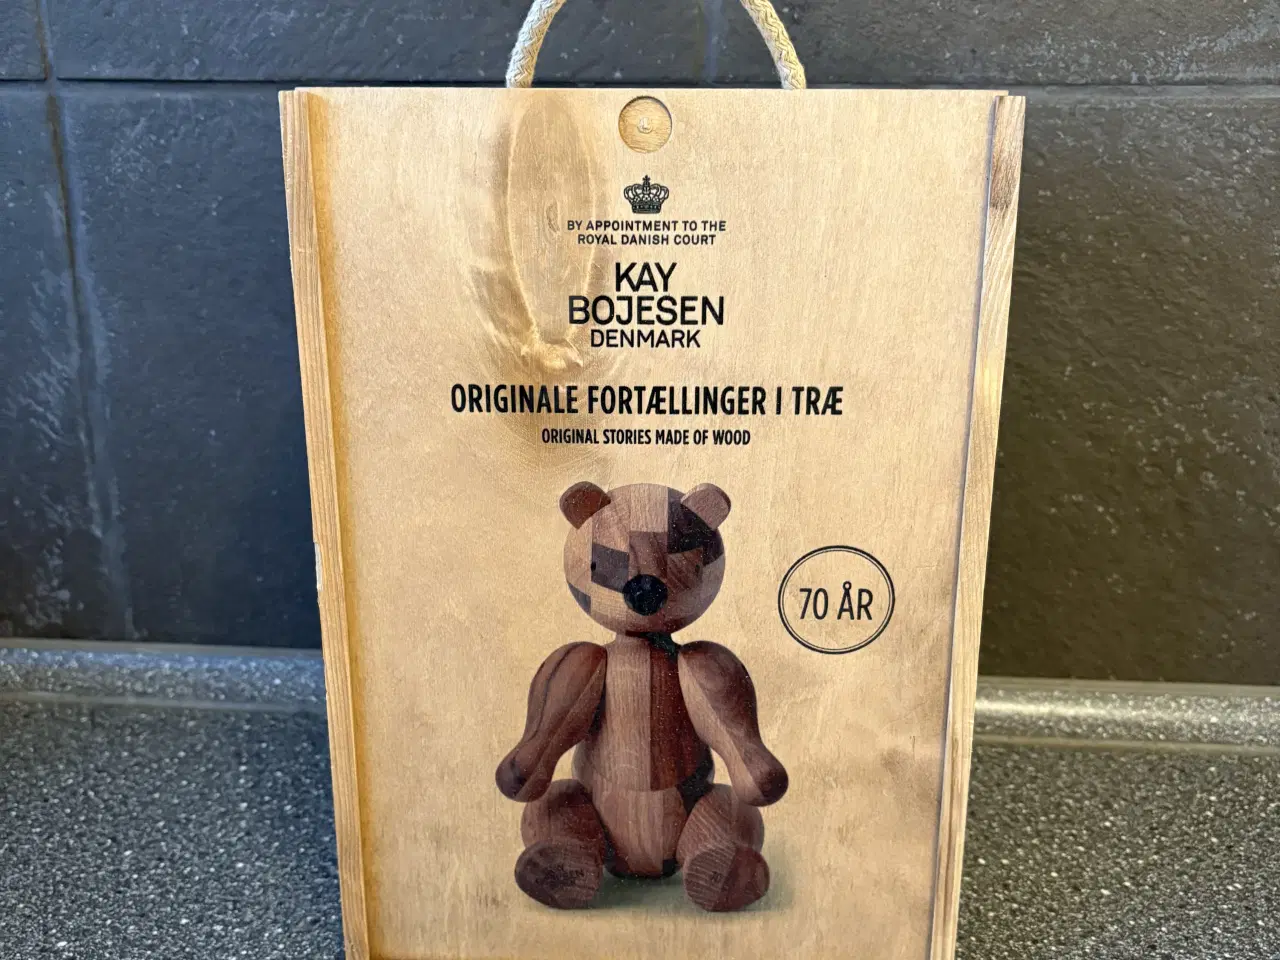 BY APPOINTMENT TO THE
ROYAL DANISH COURT
KAY
BOJESEN
DENMARK
ORIGINALE FORTÆLLINGER I TRÆ
ORIGINAL STORIES MADE OF WOOD
70 ÅR